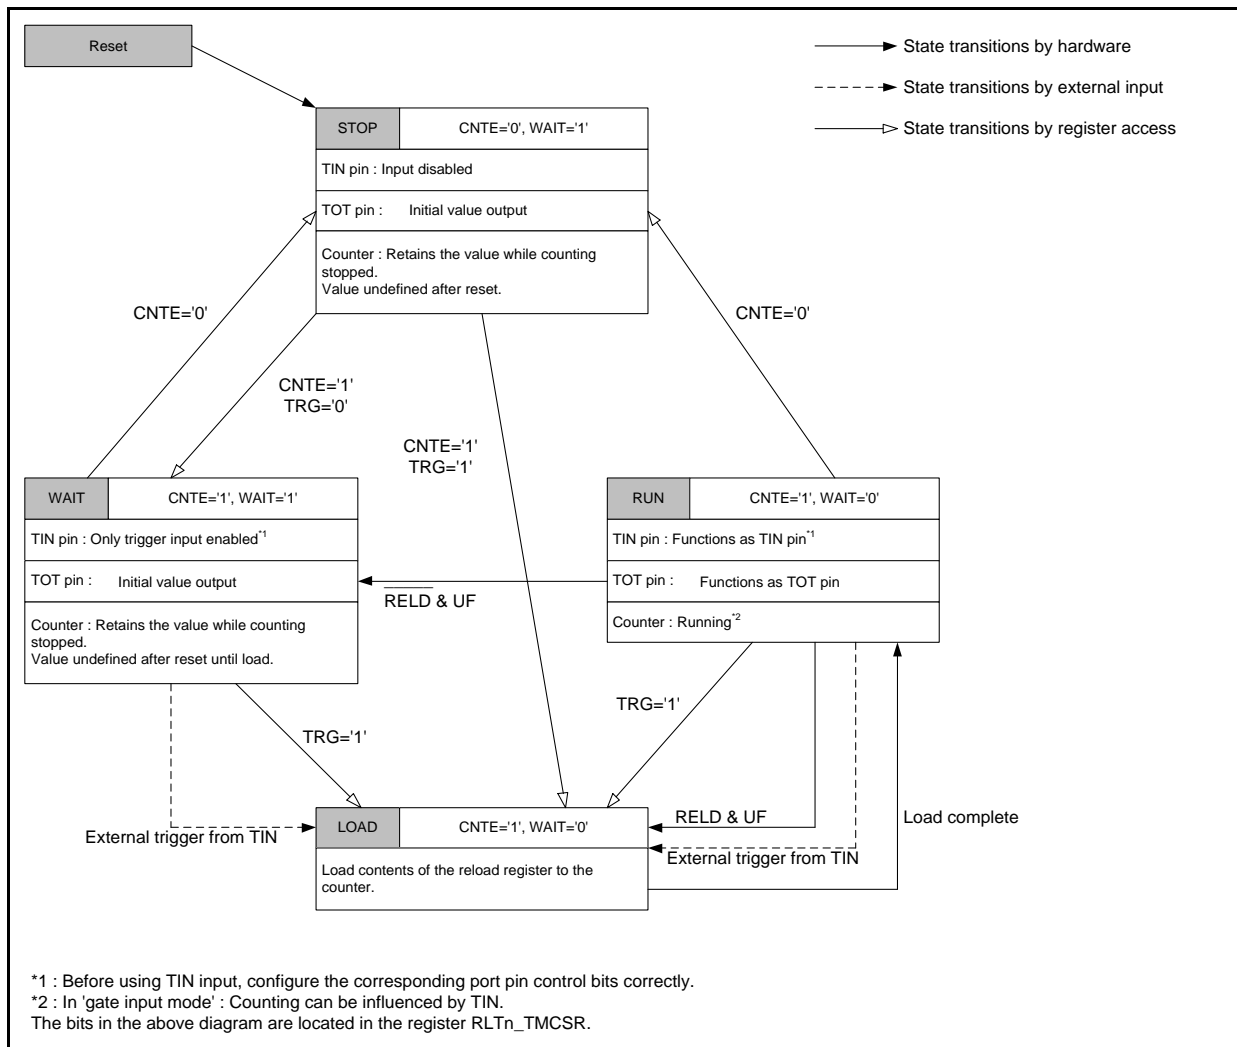 Reset
State transitions by hardware
State transitions by external input
State transitions by register access
STOP
CNTE='0', WAIT='1'
TIN pin : Input disabled
TOT pin : Initial value output
Counter : Retains the value while counting
stopped.
Value undefined after reset.
CNTE='0'
CNTE='0'
CNTE='1'
TRG='0'
CNTE='1'
TRG='1'
WAIT
CNTE='1', WAIT='1'
TIN pin : Only trigger input enabled*1
TOT pin : Initial value output
Counter : Retains the value while counting
stopped.
Value undefined after reset until load.
RUN
CNTE='1', WAIT='0'
TIN pin : Functions as TIN pin*1
TOT pin : Functions as TOT pin
Counter : Running*2
RELD & UF
TRG='1'
TRG='1'
External trigger from TIN
RELD & UF
External trigger from TIN
Load complete
LOAD
CNTE='1', WAIT='0'
Load contents of the reload register to the
counter.
*1 : Before using TIN input, configure the corresponding port pin control bits correctly.
*2 : In 'gate input mode' : Counting can be influenced by TIN.
The bits in the above diagram are located in the register RLTn_TMCSR.